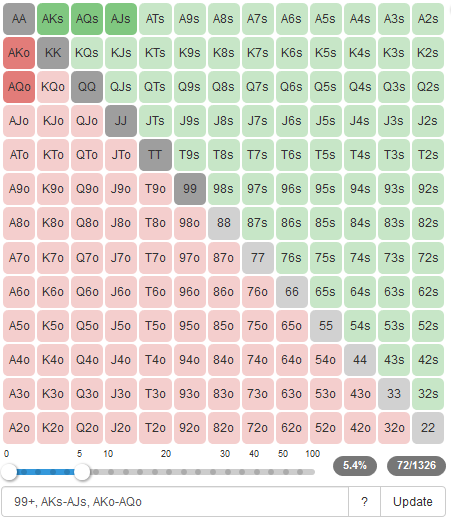 AA AKs AQs AJs ATs A9s A8s A7s A6s A5s A4s A3s A2s
AKo KK KQs KJs KTs K9s K8s K7s K6s K5s K4s K3s K2s
AQo KQo QQ QJs QTs Q9s Q8s Q7s Q6s Q5s Q4s Q3s Q2s
AJo KJo QJo JJ JTs J9s J8s J7s J6s J5s J4s J3s J2s
ATo KTo QTo JTo TT T9s T8s T7s T6s T5s T4s T3s T2s
A9o K9o Q9o J9o T9o 99 98s 97s 96s 95s 94s 93s 92s
A8o K8o Q8o J8o T8o 98o 88 87s 86s 85s 84s 83s 82s
A7o K7o Q7o J7o T7o 97o 87o 77 76s 75s 74s 73s 72s
A6o K6o Q6o J6o T6o 96o 86o 76o 66 65s 64s 63s 62s
A5o K5o Q5o J5o T5o 95o 85o 75o 65o 55 54s 53s 52s
A4o K4o Q4o J4o T4o 94o 84o 74o 64o 54o 44 43s 42s
A3o K3o Q3o J3o T3o 93o 83o 73o 63o 53o 43o 33 32s
A2o K2o Q2o J2o T2o 92o 82o 72o 62o 52o 42o 32o 22
0 5 10 20 30 40 50 100
5.4% 72/1326
99+, AKs-AJs, AKo-AQo ? Update